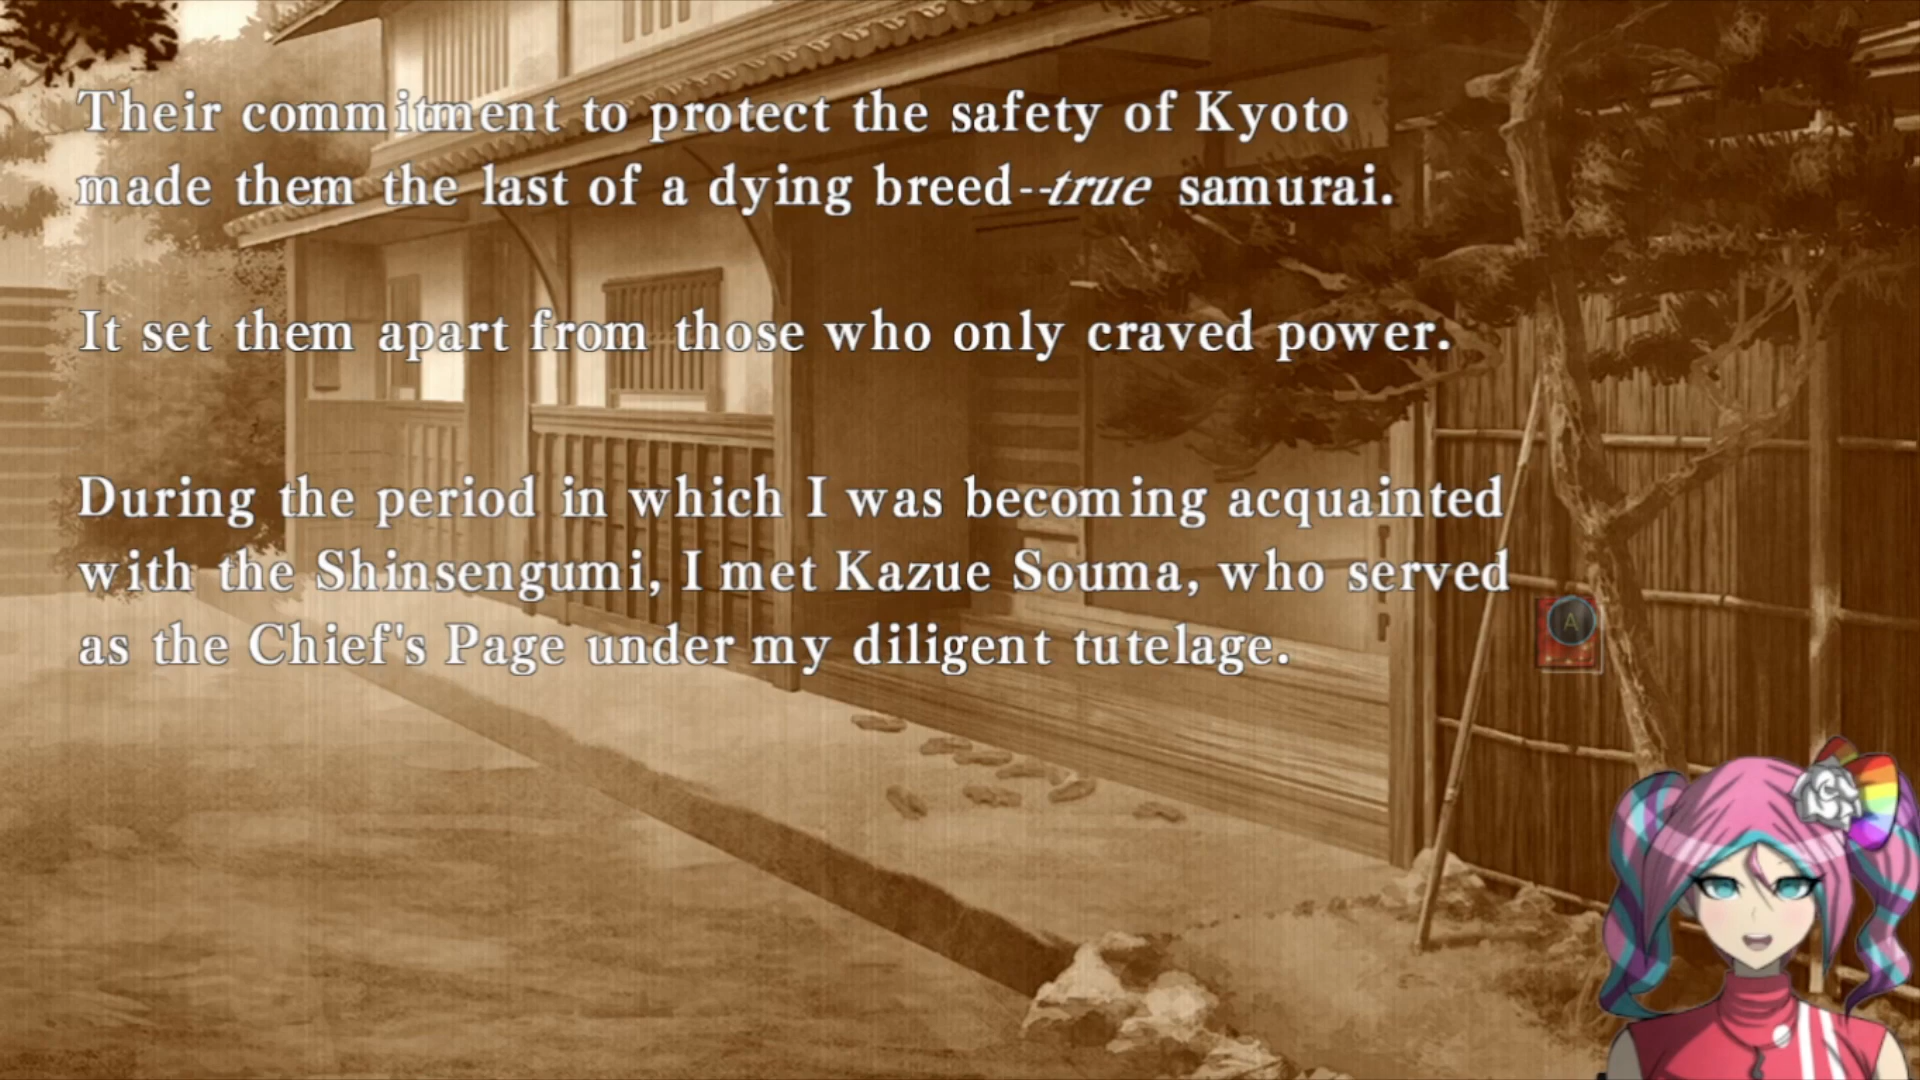 Their commitment to protect the safety of Kyoto
made them the last of a dying breed--true samurai.
It set them apart from those who only craved power.
During the period in which I was becoming acquainted
with the Shinsengumi, I met Kazue Souma, who served
as the Chief's Page under my diligent tutelage.
A